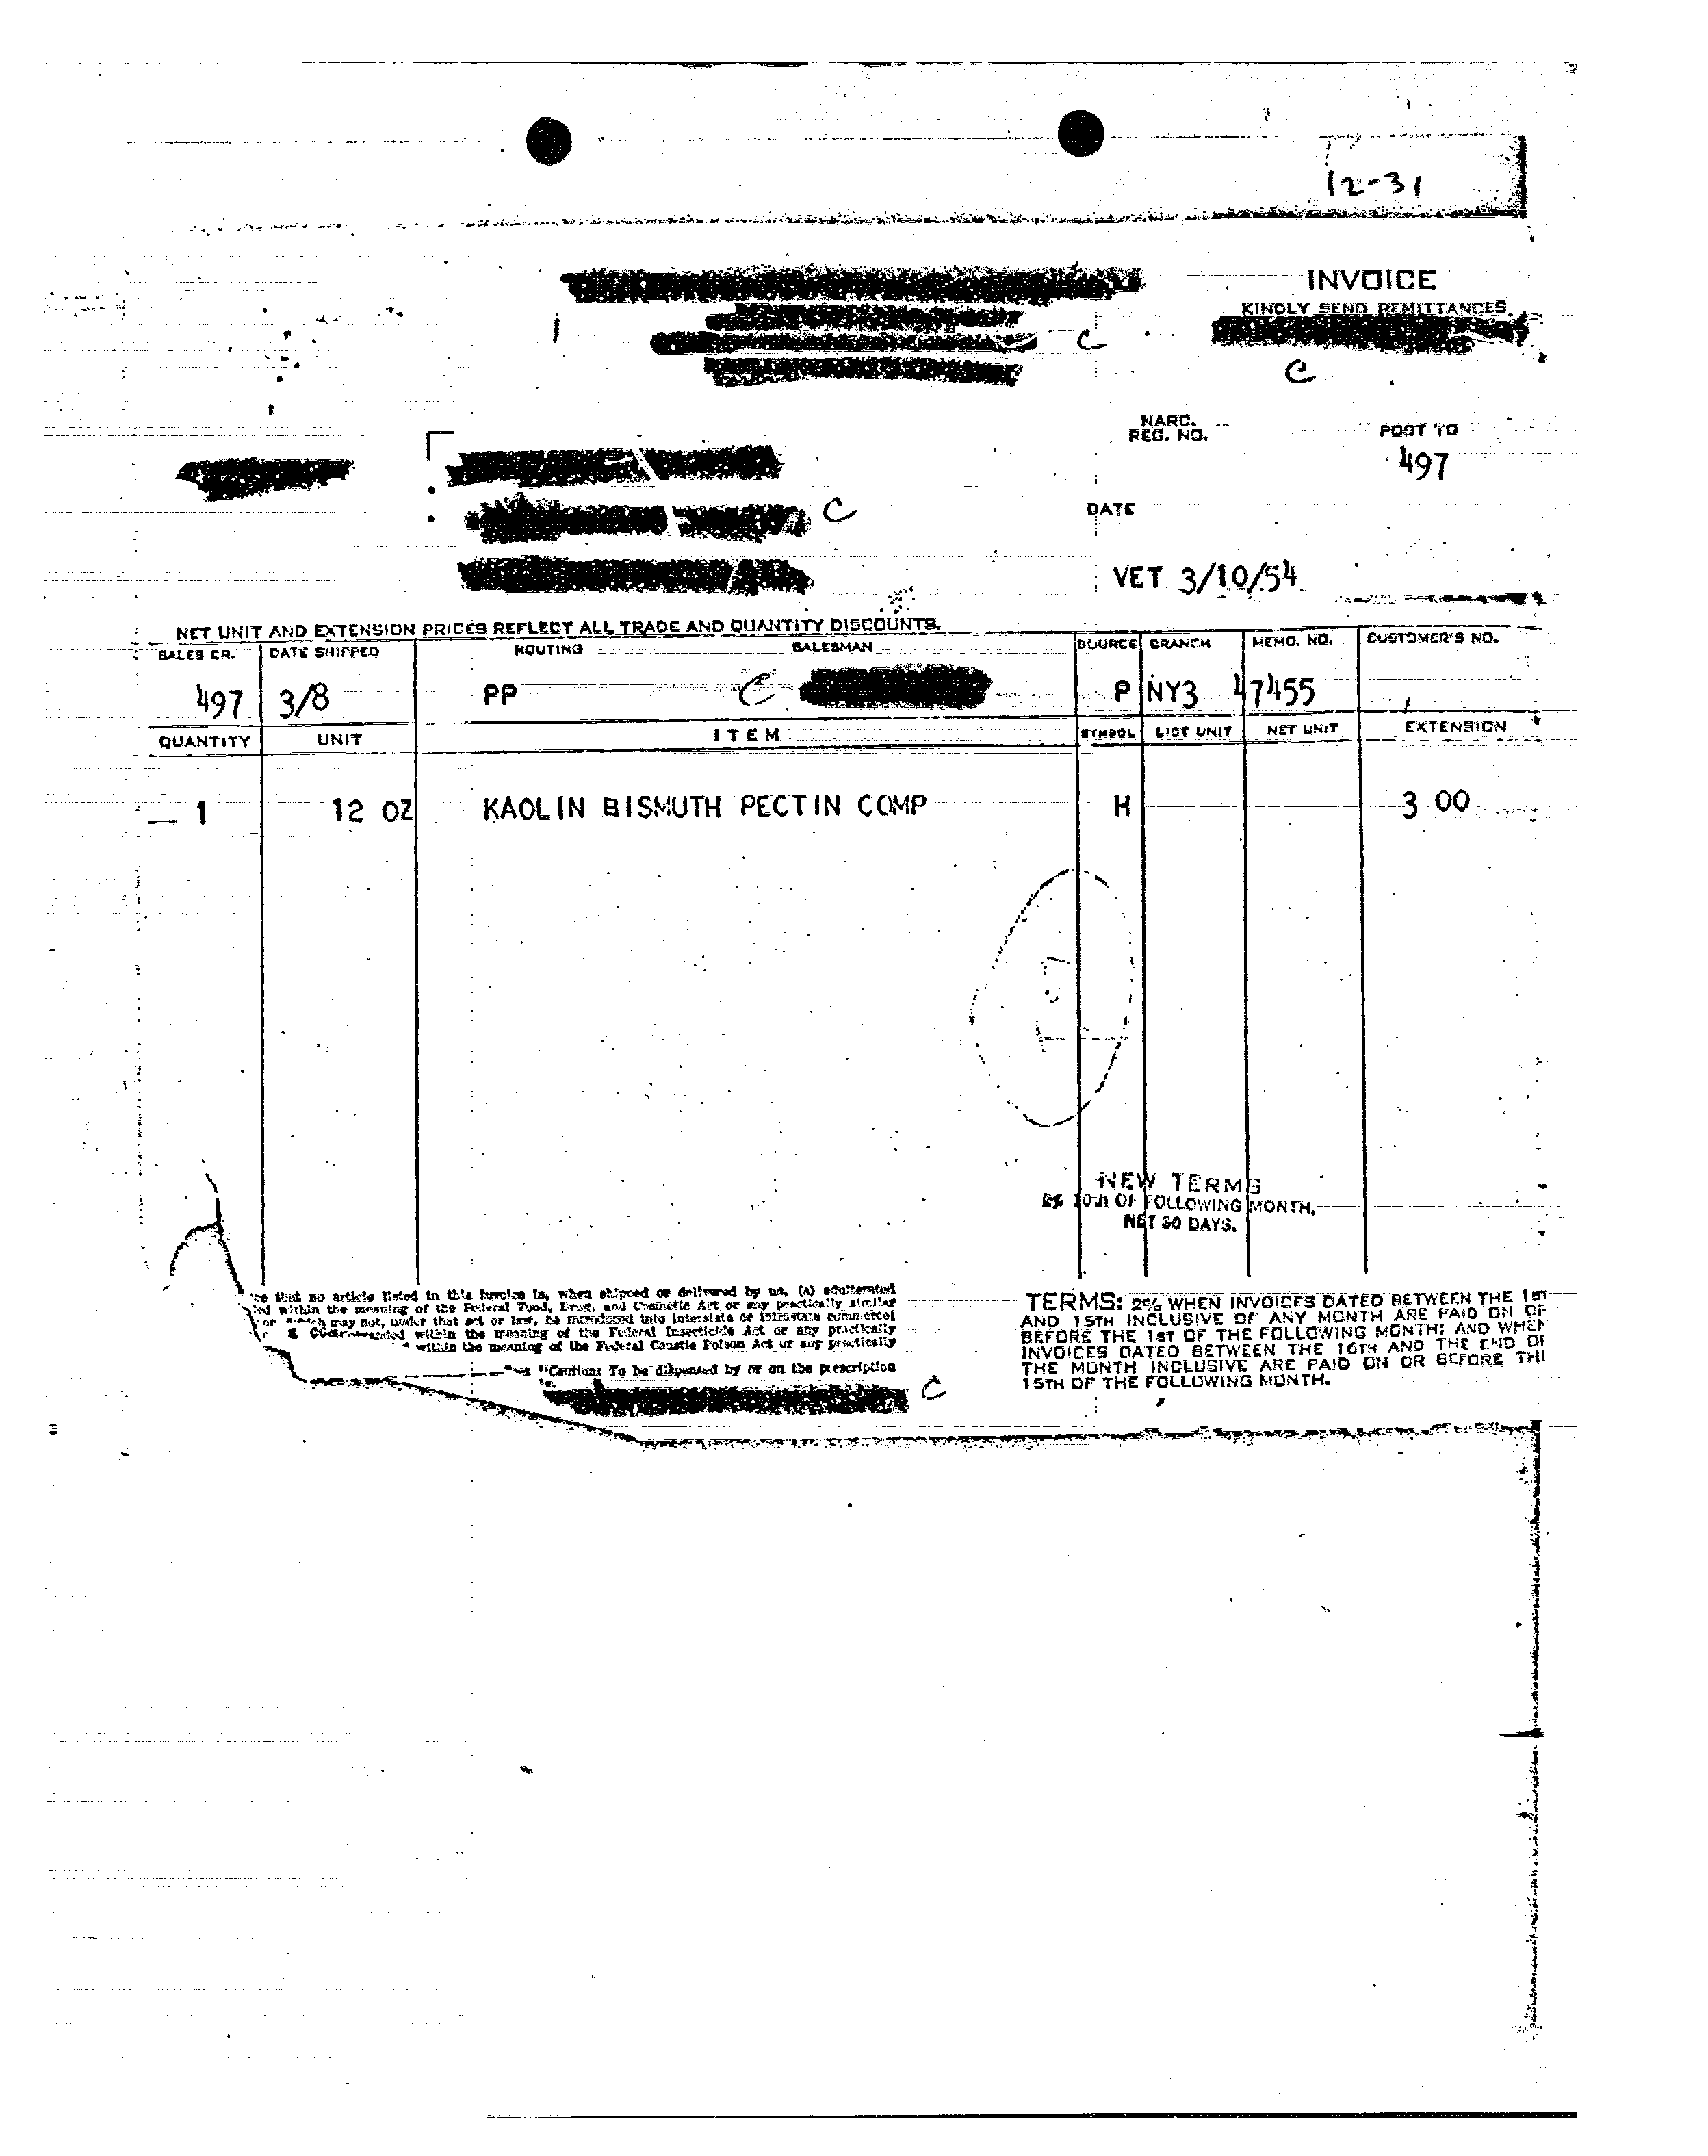 12-31
INVOICE
KINDLY SEND REMITTANCES
C
C
NARC.
REG. NO.
POST TO
497
C
DATE
VET 3/10/54
NET UNIT AND EXTENSION PRICES REFLECT ALL TRADE AND QUANTITY DISCOUNTS.
SALES CR. DATE SHIPPED ROUTING SALESMAN SOURCE BRANCH MEMO. NO. CUSTOMER'S NO.
497 3/8 PP C P NY3 47455
QUANTITY UNIT ITEM SYMBOL LIST UNIT NET UNIT EXTENSION
1 12 OZ KAOLIN BISMUTH PECTIN COMP H 3 00
NEW TERMS
10th OF FOLLOWING MONTH.
NET 30 DAYS.
that no article listed in this invoice is, when shipped or delivered by us, (A) adulterated
within the meaning of the Federal Food, Drug, and Cosmetic Act or any practically similar
or which may not, under that act or law, be introduced into interstate or intrastate commerce;
within the meaning of the Federal Insecticide Act or any practically
within the meaning of the Federal Caustic Poison Act or any practically
"Caution: To be dispensed by or on the prescription
C
TERMS: 2% WHEN INVOICES DATED BETWEEN THE 1ST
AND 15TH INCLUSIVE OF ANY MONTH ARE PAID ON OR
BEFORE THE 1ST OF THE FOLLOWING MONTH; AND WHEN
INVOICES DATED BETWEEN THE 16TH AND THE END OF
THE MONTH INCLUSIVE ARE PAID ON OR BEFORE THE
15TH OF THE FOLLOWING MONTH.